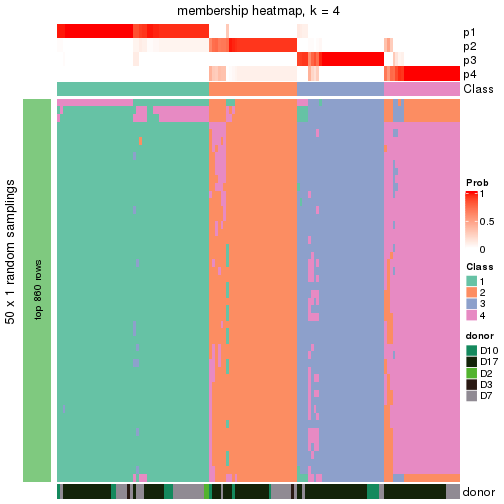 membership heatmap, k = 4
p1
p2
p3
p4
Class
50 x 1 random samplings
top 860 rows
Prob
1
0.5
0
Class
1
2
3
4
donor
D10
D17
D2
D3
D7
donor